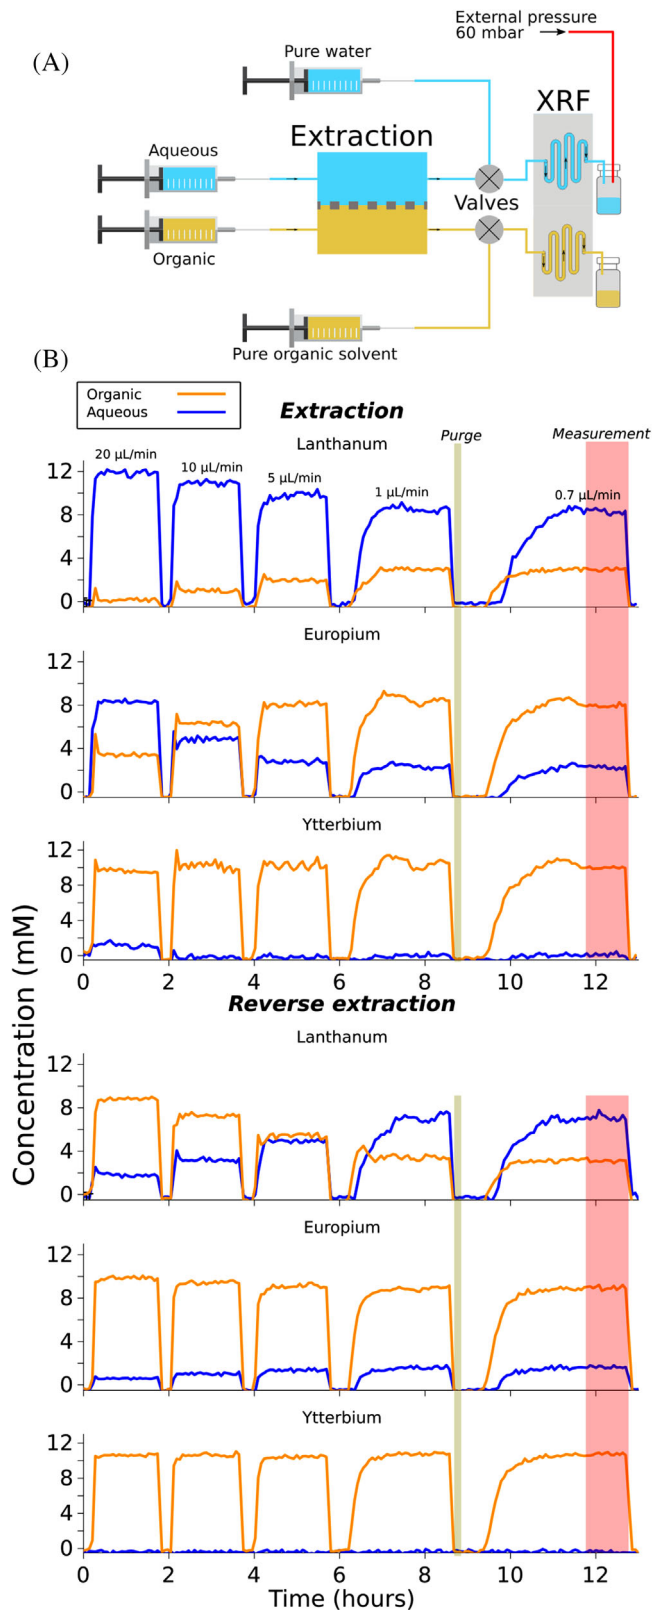 (A)
External pressure
60 mbar
Pure water
XRF
Extraction
Aqueous
Valves
Organic
Pure organic solvent
(B)
Organic
Aqueous
Extraction
Purge
Measurement
Lanthanum
20 µL/min
10 µL/min
5 µL/min
1 µL/min
0.7 µL/min
12
8
4
0
Europium
12
8
4
0
Ytterbium
12
8
4
0
0 2 4 6 8 10 12
Reverse extraction
Lanthanum
12
8
4
0
Europium
12
8
4
0
Ytterbium
12
8
4
0
0 2 4 6 8 10 12
Time (hours)
Concentration (mM)